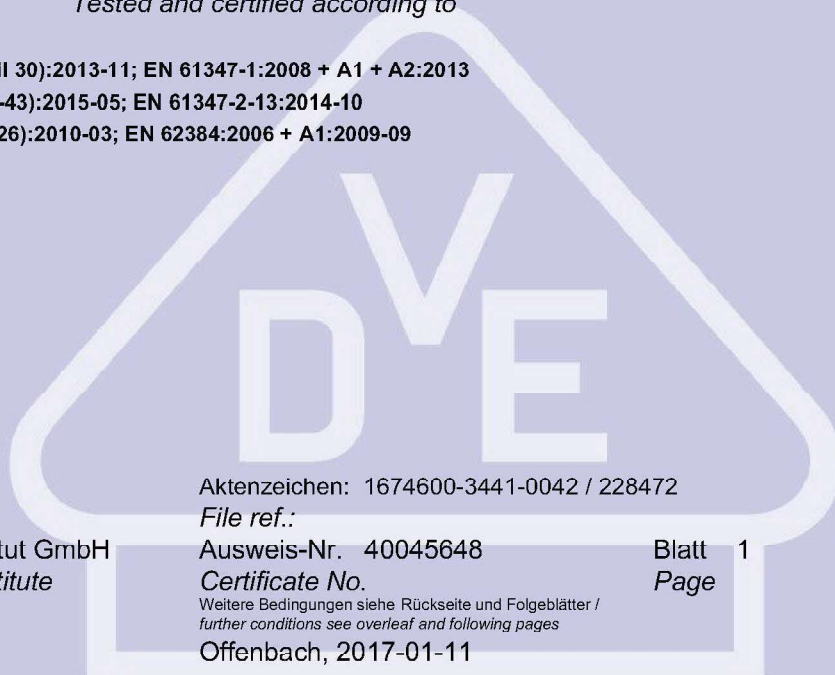 Tested and certified according to
il 30):2013-11; EN 61347-1:2008 + A1 + A2:2013
-43):2015-05; EN 61347-2-13:2014-10
26):2010-03; EN 62384:2006 + A1:2009-09
VDE
Aktenzeichen: 1674600-3441-0042 / 228472
File ref.:
tut GmbH Ausweis-Nr. 40045648 Blatt 1
titute Certificate No. Page
Weitere Bedingungen siehe Rückseite und Folgeblätter /
further conditions see overleaf and following pages
Offenbach, 2017-01-11